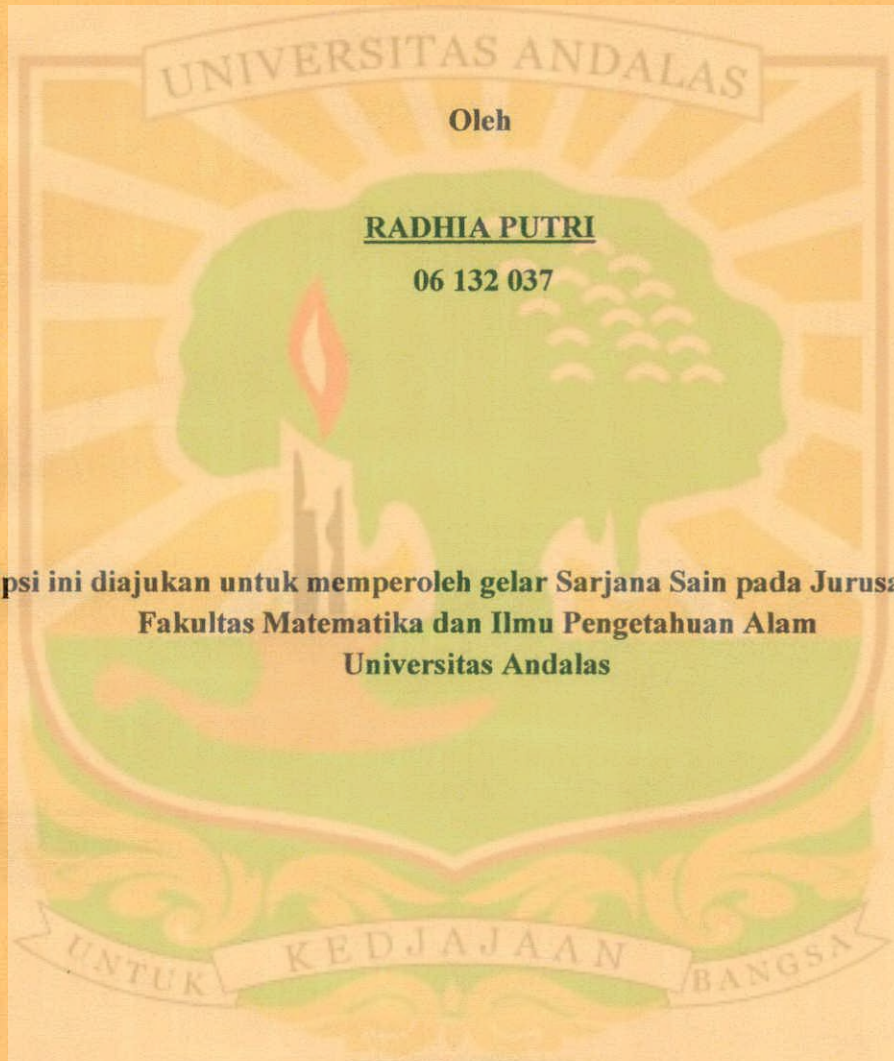 UNIVERSITAS ANDALAS
Oleh
RADHIA PUTRI
06 132 037
psi ini diajukan untuk memperoleh gelar Sarjana Sain pada Jurusa
Fakultas Matematika dan Ilmu Pengetahuan Alam
Universitas Andalas
UNTUK KEDJAJAAN BANGSA